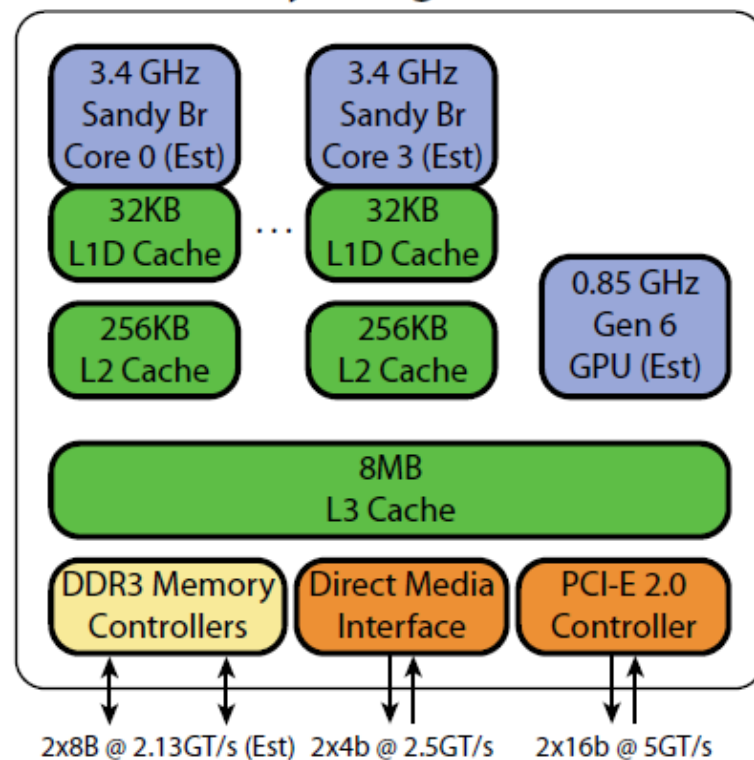 3.4 GHz
Sandy Br
Core 0 (Est)
32KB
L1D Cache
256KB
L2 Cache
...
3.4 GHz
Sandy Br
Core 3 (Est)
32KB
L1D Cache
256KB
L2 Cache
0.85 GHz
Gen 6
GPU (Est)
8MB
L3 Cache
DDR3 Memory
Controllers
Direct Media
Interface
PCI-E 2.0
Controller
2x8B @ 2.13GT/s (Est)
2x4b @ 2.5GT/s
2x16b @ 5GT/s